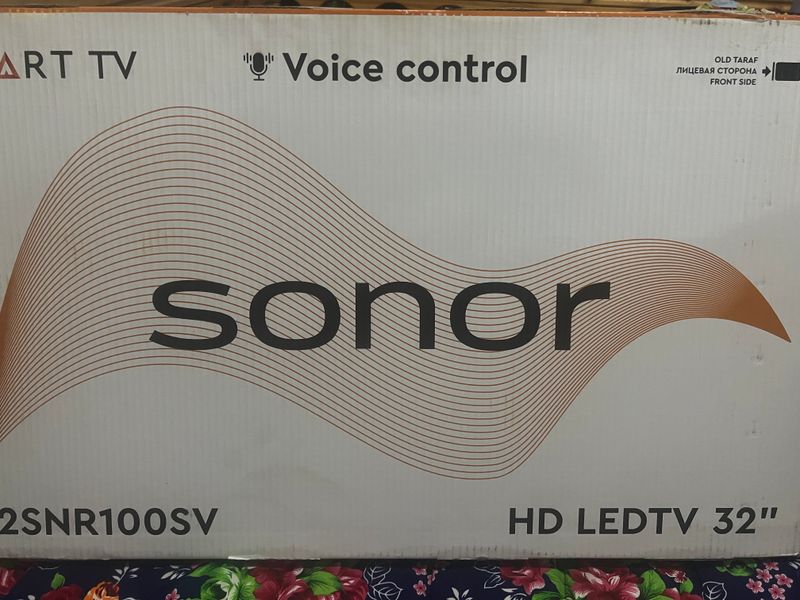 ART TV
Voice control
OLD TARAF
ЛИЦЕВАЯ СТОРОНА
FRONT SIDE
sonor
2SNR100SV
HD LEDTV 32"